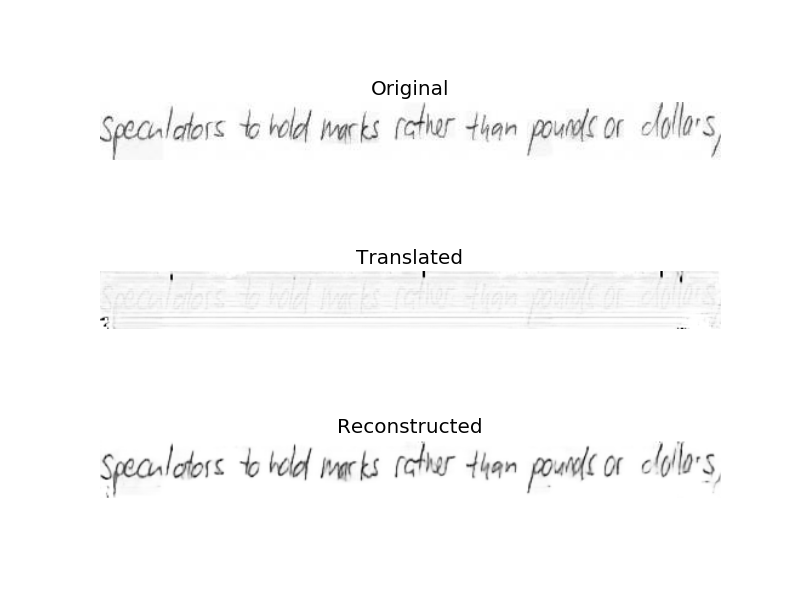 Original
Speculators to hold marks rather than pounds or dollars,
Translated
Speculators to hold marks rather than pounds or dollars,
Reconstructed
Speculators to hold marks rather than pounds or dollars,